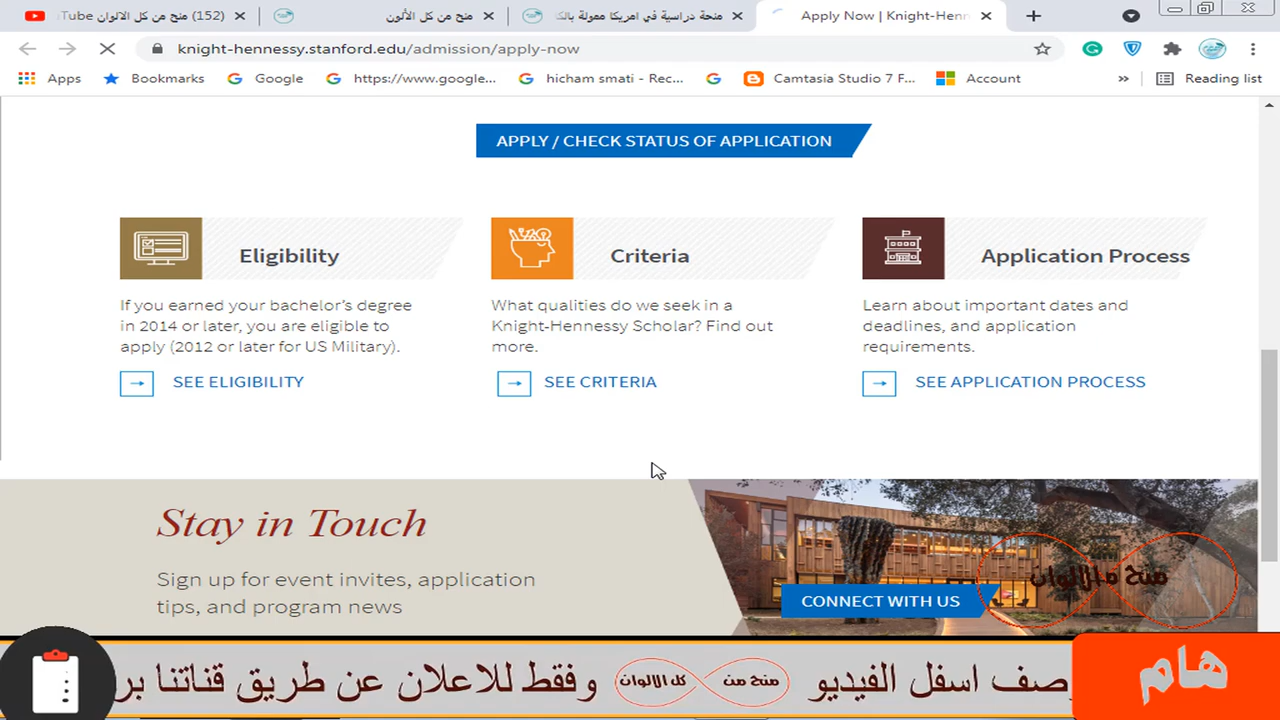 (152) منح من كل الالوان Tube
منح من كل الألون
منحة دراسية في امريكا ممولة بالك
Apply Now | Knight-Henn
knight-hennessy.stanford.edu/admission/apply-now
Apps Bookmarks Google https://www.google... hicham smati - Rec... Camtasia Studio 7 F... Account » Reading list
APPLY / CHECK STATUS OF APPLICATION
Eligibility
If you earned your bachelor's degree
in 2014 or later, you are eligible to
apply (2012 or later for US Military).
SEE ELIGIBILITY
Criteria
What qualities do we seek in a
Knight-Hennessy Scholar? Find out
more.
SEE CRITERIA
Application Process
Learn about important dates and
deadlines, and application
requirements.
SEE APPLICATION PROCESS
Stay in Touch
Sign up for event invites, application
tips, and program news
CONNECT WITH US
هام
صف اسفل الفيديو منح من كل الالوان وفقط للاعلان عن طريق قناتنا بر